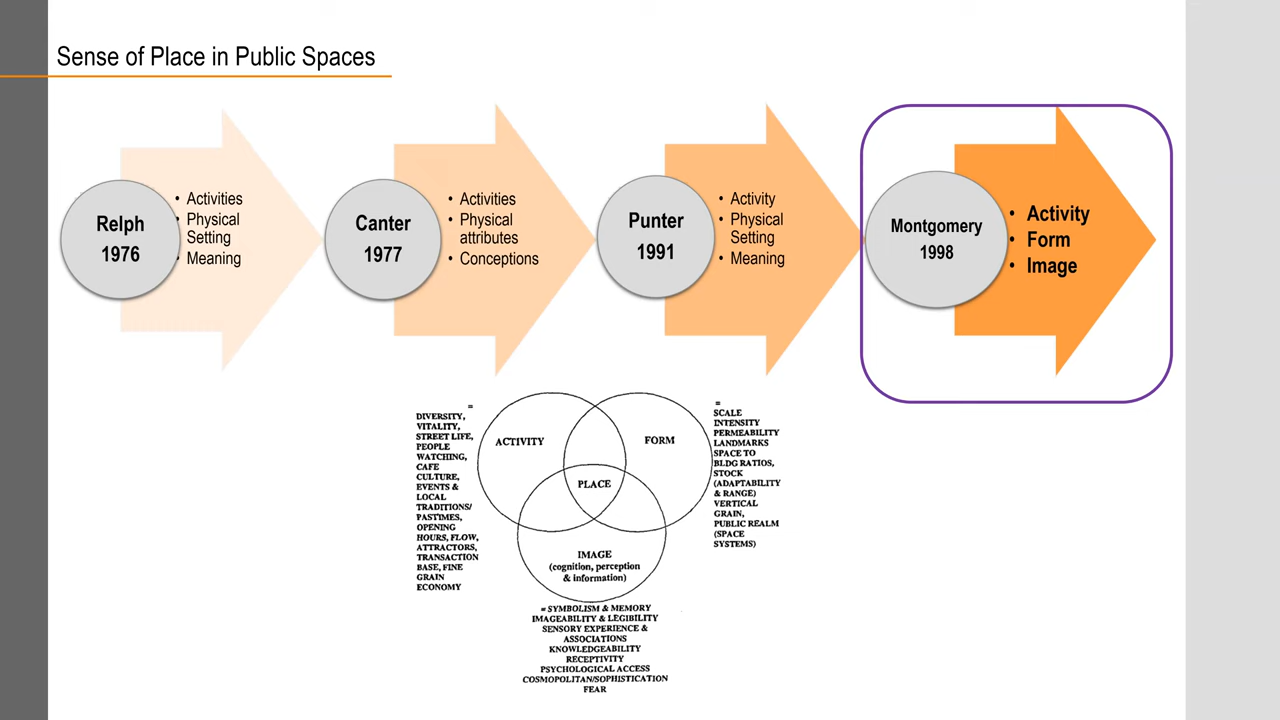 Sense of Place in Public Spaces
Relph
1976
• Activities
• Physical
Setting
• Meaning
Canter
1977
• Activities
• Physical
attributes
• Conceptions
Punter
1991
• Activity
• Physical
Setting
• Meaning
Montgomery
1998
• Activity
• Form
• Image
=
DIVERSITY,
VITALITY,
STREET LIFE,
PEOPLE
WATCHING,
CAFE
CULTURE,
EVENTS &
LOCAL
TRADITIONS/
PASTIMES,
OPENING
HOURS, FLOW,
ATTRACTORS,
TRANSACTION
BASE, FINE
GRAIN
ECONOMY
ACTIVITY
FORM
PLACE
IMAGE
(cognition, perception
& information)
=
SCALE
INTENSITY
PERMEABILITY
LANDMARKS
SPACE TO
BLDG RATIOS,
STOCK
(ADAPTABILITY
& RANGE)
VERTICAL
GRAIN,
PUBLIC REALM
(SPACE
SYSTEMS)
= SYMBOLISM & MEMORY
IMAGEABILITY & LEGIBILITY
SENSORY EXPERIENCE &
ASSOCIATIONS
KNOWLEDGEABILITY
RECEPTIVITY
PSYCHOLOGICAL ACCESS
COSMOPOLITAN/SOPHISTICATION
FEAR